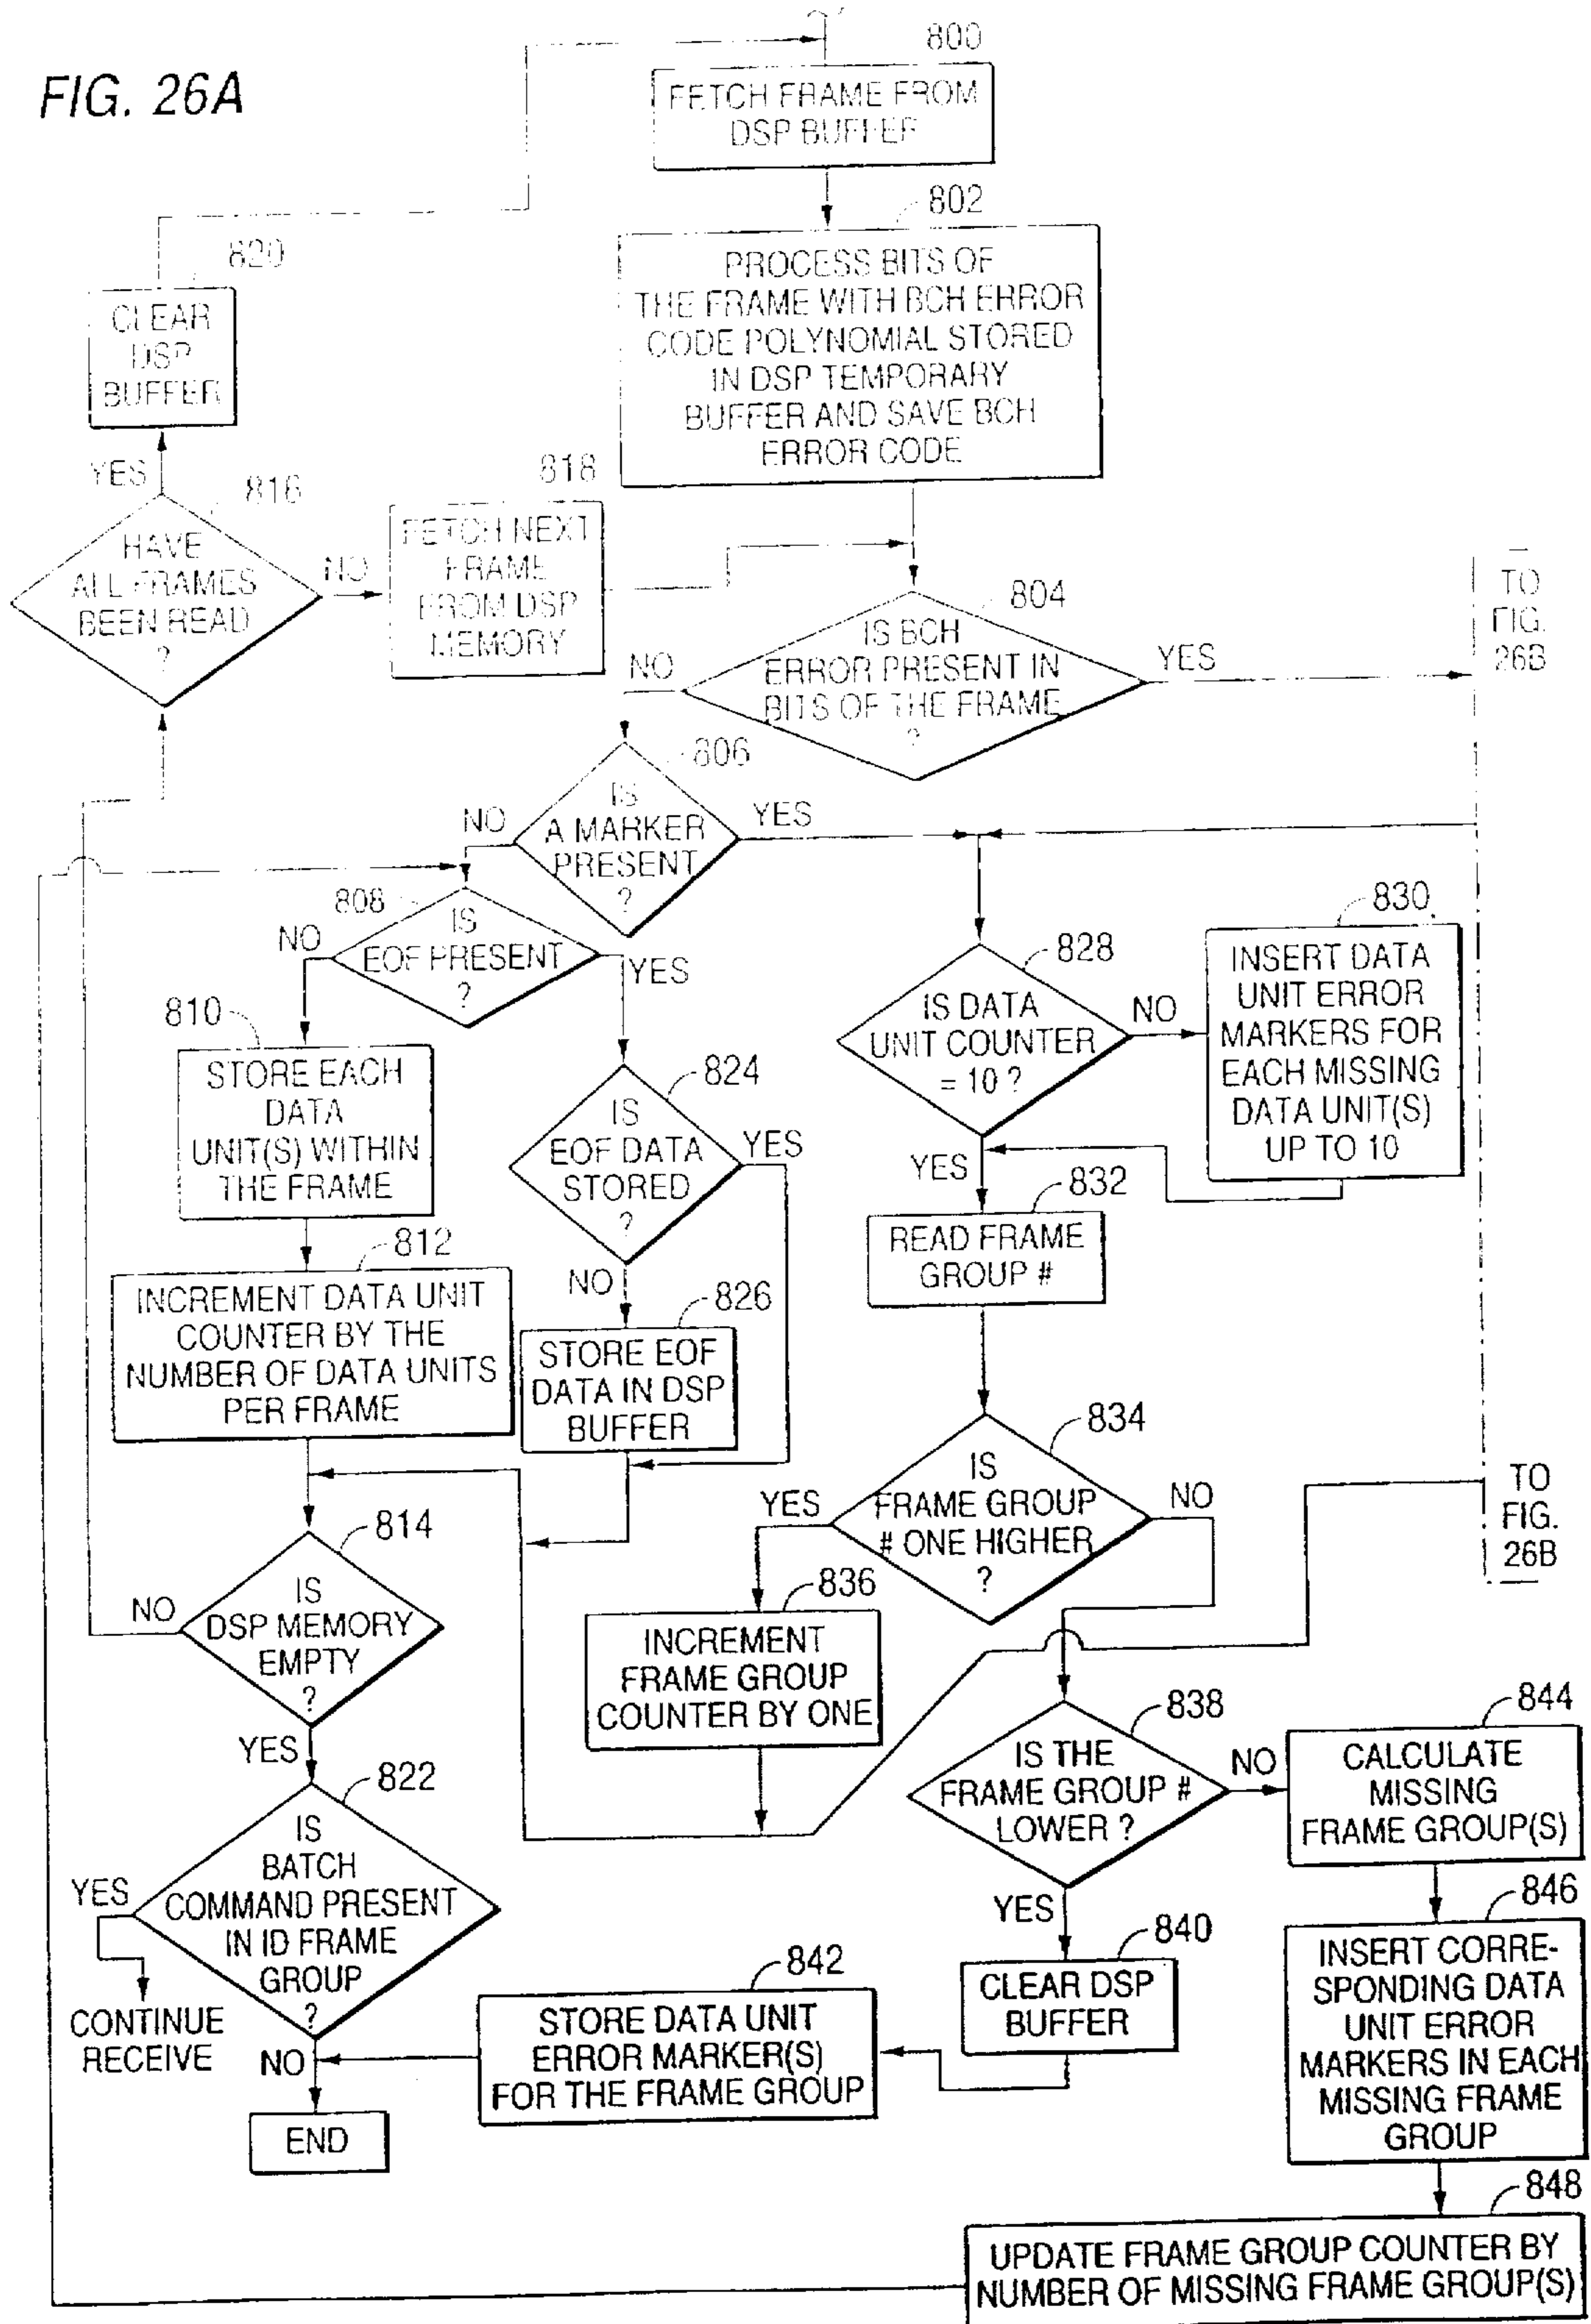 FIG. 26A
800
FETCH FRAME FROM
DSP BUFFER
802
PROCESS BITS OF
THE FRAME WITH BCH ERROR
CODE POLYNOMIAL STORED
IN DSP TEMPORARY
BUFFER AND SAVE BCH
ERROR CODE
820
CLEAR
DSP
BUFFER
YES
816
HAVE
ALL FRAMES
BEEN READ
?
NO
818
FETCH NEXT
FRAME
FROM DSP
MEMORY
804
IS BCH
ERROR PRESENT IN
BITS OF THE FRAME
?
NO
YES
TO
FIG.
26B
806
IS
A MARKER
PRESENT
?
NO
YES
808
IS
EOF PRESENT
?
NO
YES
810
STORE EACH
DATA
UNIT(S) WITHIN
THE FRAME
812
INCREMENT DATA UNIT
COUNTER BY THE
NUMBER OF DATA UNITS
PER FRAME
824
IS
EOF DATA
STORED
?
YES
NO
826
STORE EOF
DATA IN DSP
BUFFER
828
IS DATA
UNIT COUNTER
= 10 ?
NO
YES
830
INSERT DATA
UNIT ERROR
MARKERS FOR
EACH MISSING
DATA UNIT(S)
UP TO 10
832
READ FRAME
GROUP #
834
IS
FRAME GROUP
# ONE HIGHER
?
YES
NO
TO
FIG.
26B
814
IS
DSP MEMORY
EMPTY
?
NO
YES
836
INCREMENT
FRAME GROUP
COUNTER BY ONE
838
IS THE
FRAME GROUP #
LOWER ?
NO
YES
844
CALCULATE
MISSING
FRAME GROUP(S)
822
IS
BATCH
COMMAND PRESENT
IN ID FRAME
GROUP
?
YES
CONTINUE
RECEIVE
NO
END
840
CLEAR DSP
BUFFER
842
STORE DATA UNIT
ERROR MARKER(S)
FOR THE FRAME GROUP
846
INSERT CORRE-
SPONDING DATA
UNIT ERROR
MARKERS IN EACH
MISSING FRAME
GROUP
848
UPDATE FRAME GROUP COUNTER BY
NUMBER OF MISSING FRAME GROUP(S)